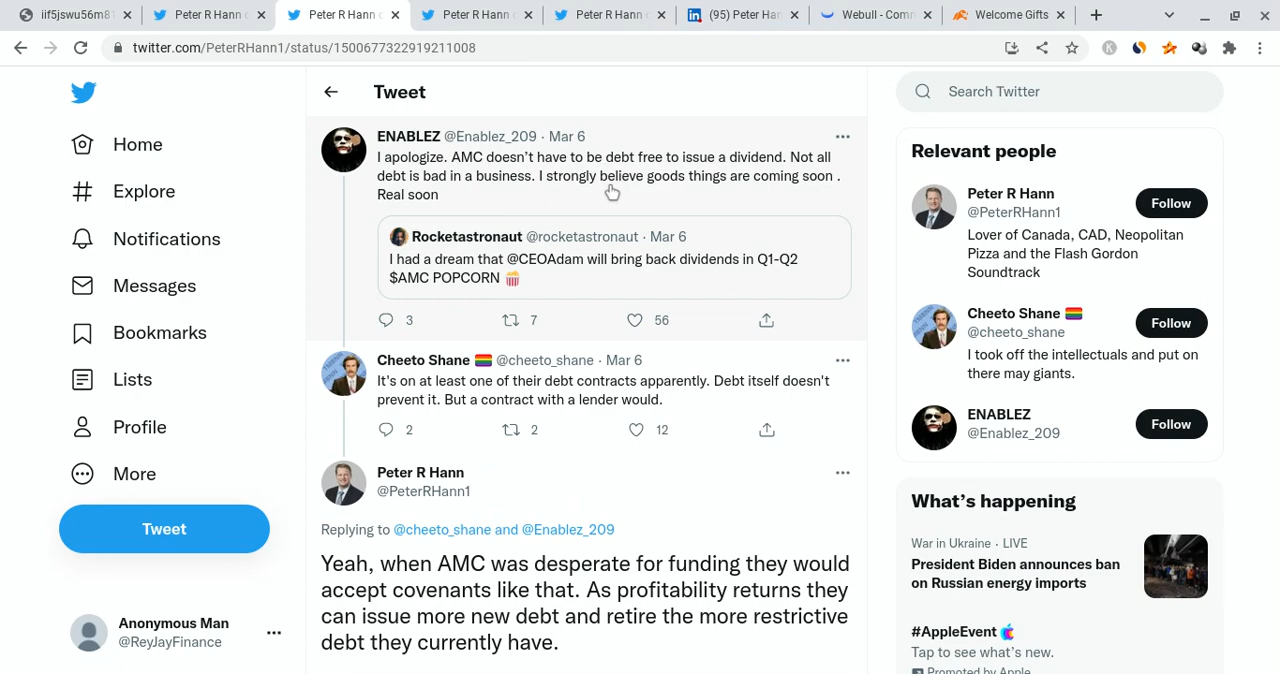 iif5jswu56m81
Peter R Hann
Peter R Hann
Peter R Hann
Peter R Hann
(95) Peter Han
Webull - Com
Welcome Gifts
twitter.com/PeterRHann1/status/1500677322919211008
Home
Explore
Notifications
Messages
Bookmarks
Lists
Profile
More
Tweet
Anonymous Man
@ReyJayFinance
Tweet
ENABLEZ @Enablez_209 · Mar 6
I apologize. AMC doesn't have to be debt free to issue a dividend. Not all
debt is bad in a business. I strongly believe goods things are coming soon .
Real soon
Rocketastronaut @rocketastronaut · Mar 6
I had a dream that @CEOAdam will bring back dividends in Q1-Q2
$AMC POPCORN 🍿
3 7 56
Cheeto Shane 🏳️‍🌈 @cheeto_shane · Mar 6
It's on at least one of their debt contracts apparently. Debt itself doesn't
prevent it. But a contract with a lender would.
2 2 12
Peter R Hann
@PeterRHann1
Replying to @cheeto_shane and @Enablez_209
Yeah, when AMC was desperate for funding they would
accept covenants like that. As profitability returns they
can issue more new debt and retire the more restrictive
debt they currently have.
Search Twitter
Relevant people
Peter R Hann
@PeterRHann1
Follow
Lover of Canada, CAD, Neopolitan
Pizza and the Flash Gordon
Soundtrack
Cheeto Shane 🏳️‍🌈
@cheeto_shane
Follow
I took off the intellectuals and put on
there may giants.
ENABLEZ
@Enablez_209
Follow
What's happening
War in Ukraine · LIVE
President Biden announces ban
on Russian energy imports
#AppleEvent
Tap to see what's new.
Promoted by Apple